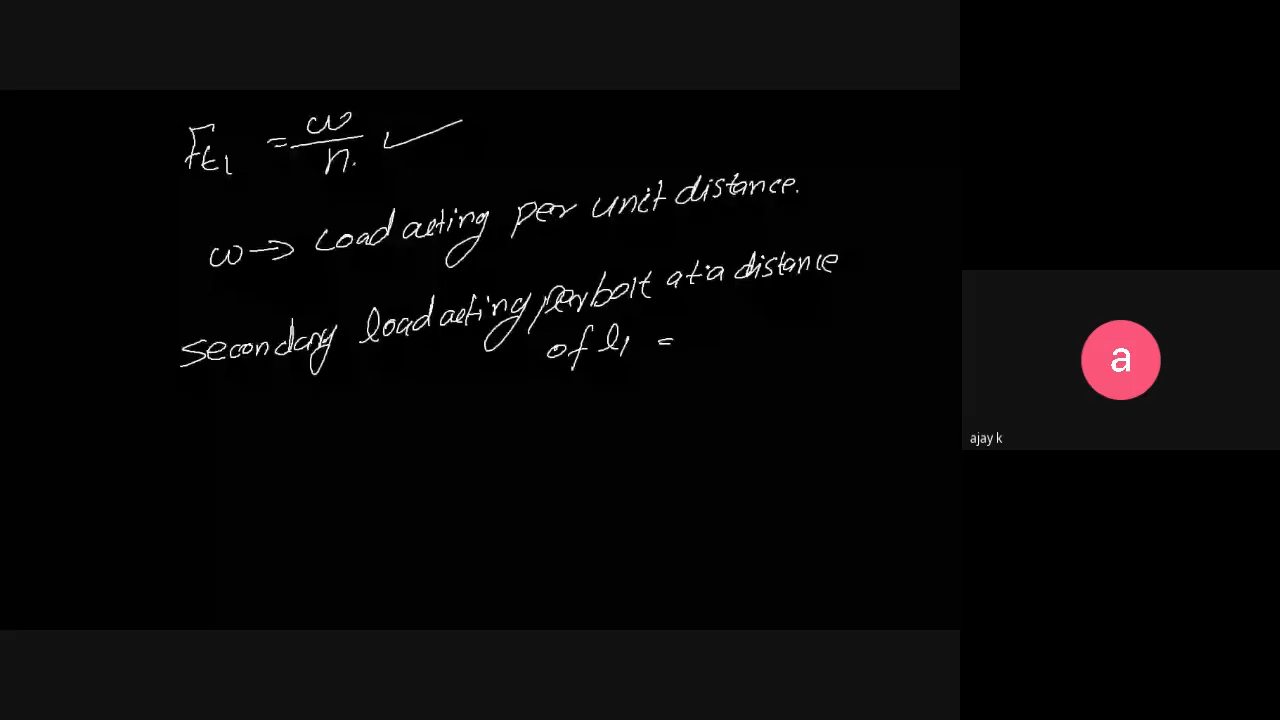 Ft1 = w/n.
w → Load acting per unit distance.
secondary load acting per bolt at a distance
of l1 =
a
ajay k